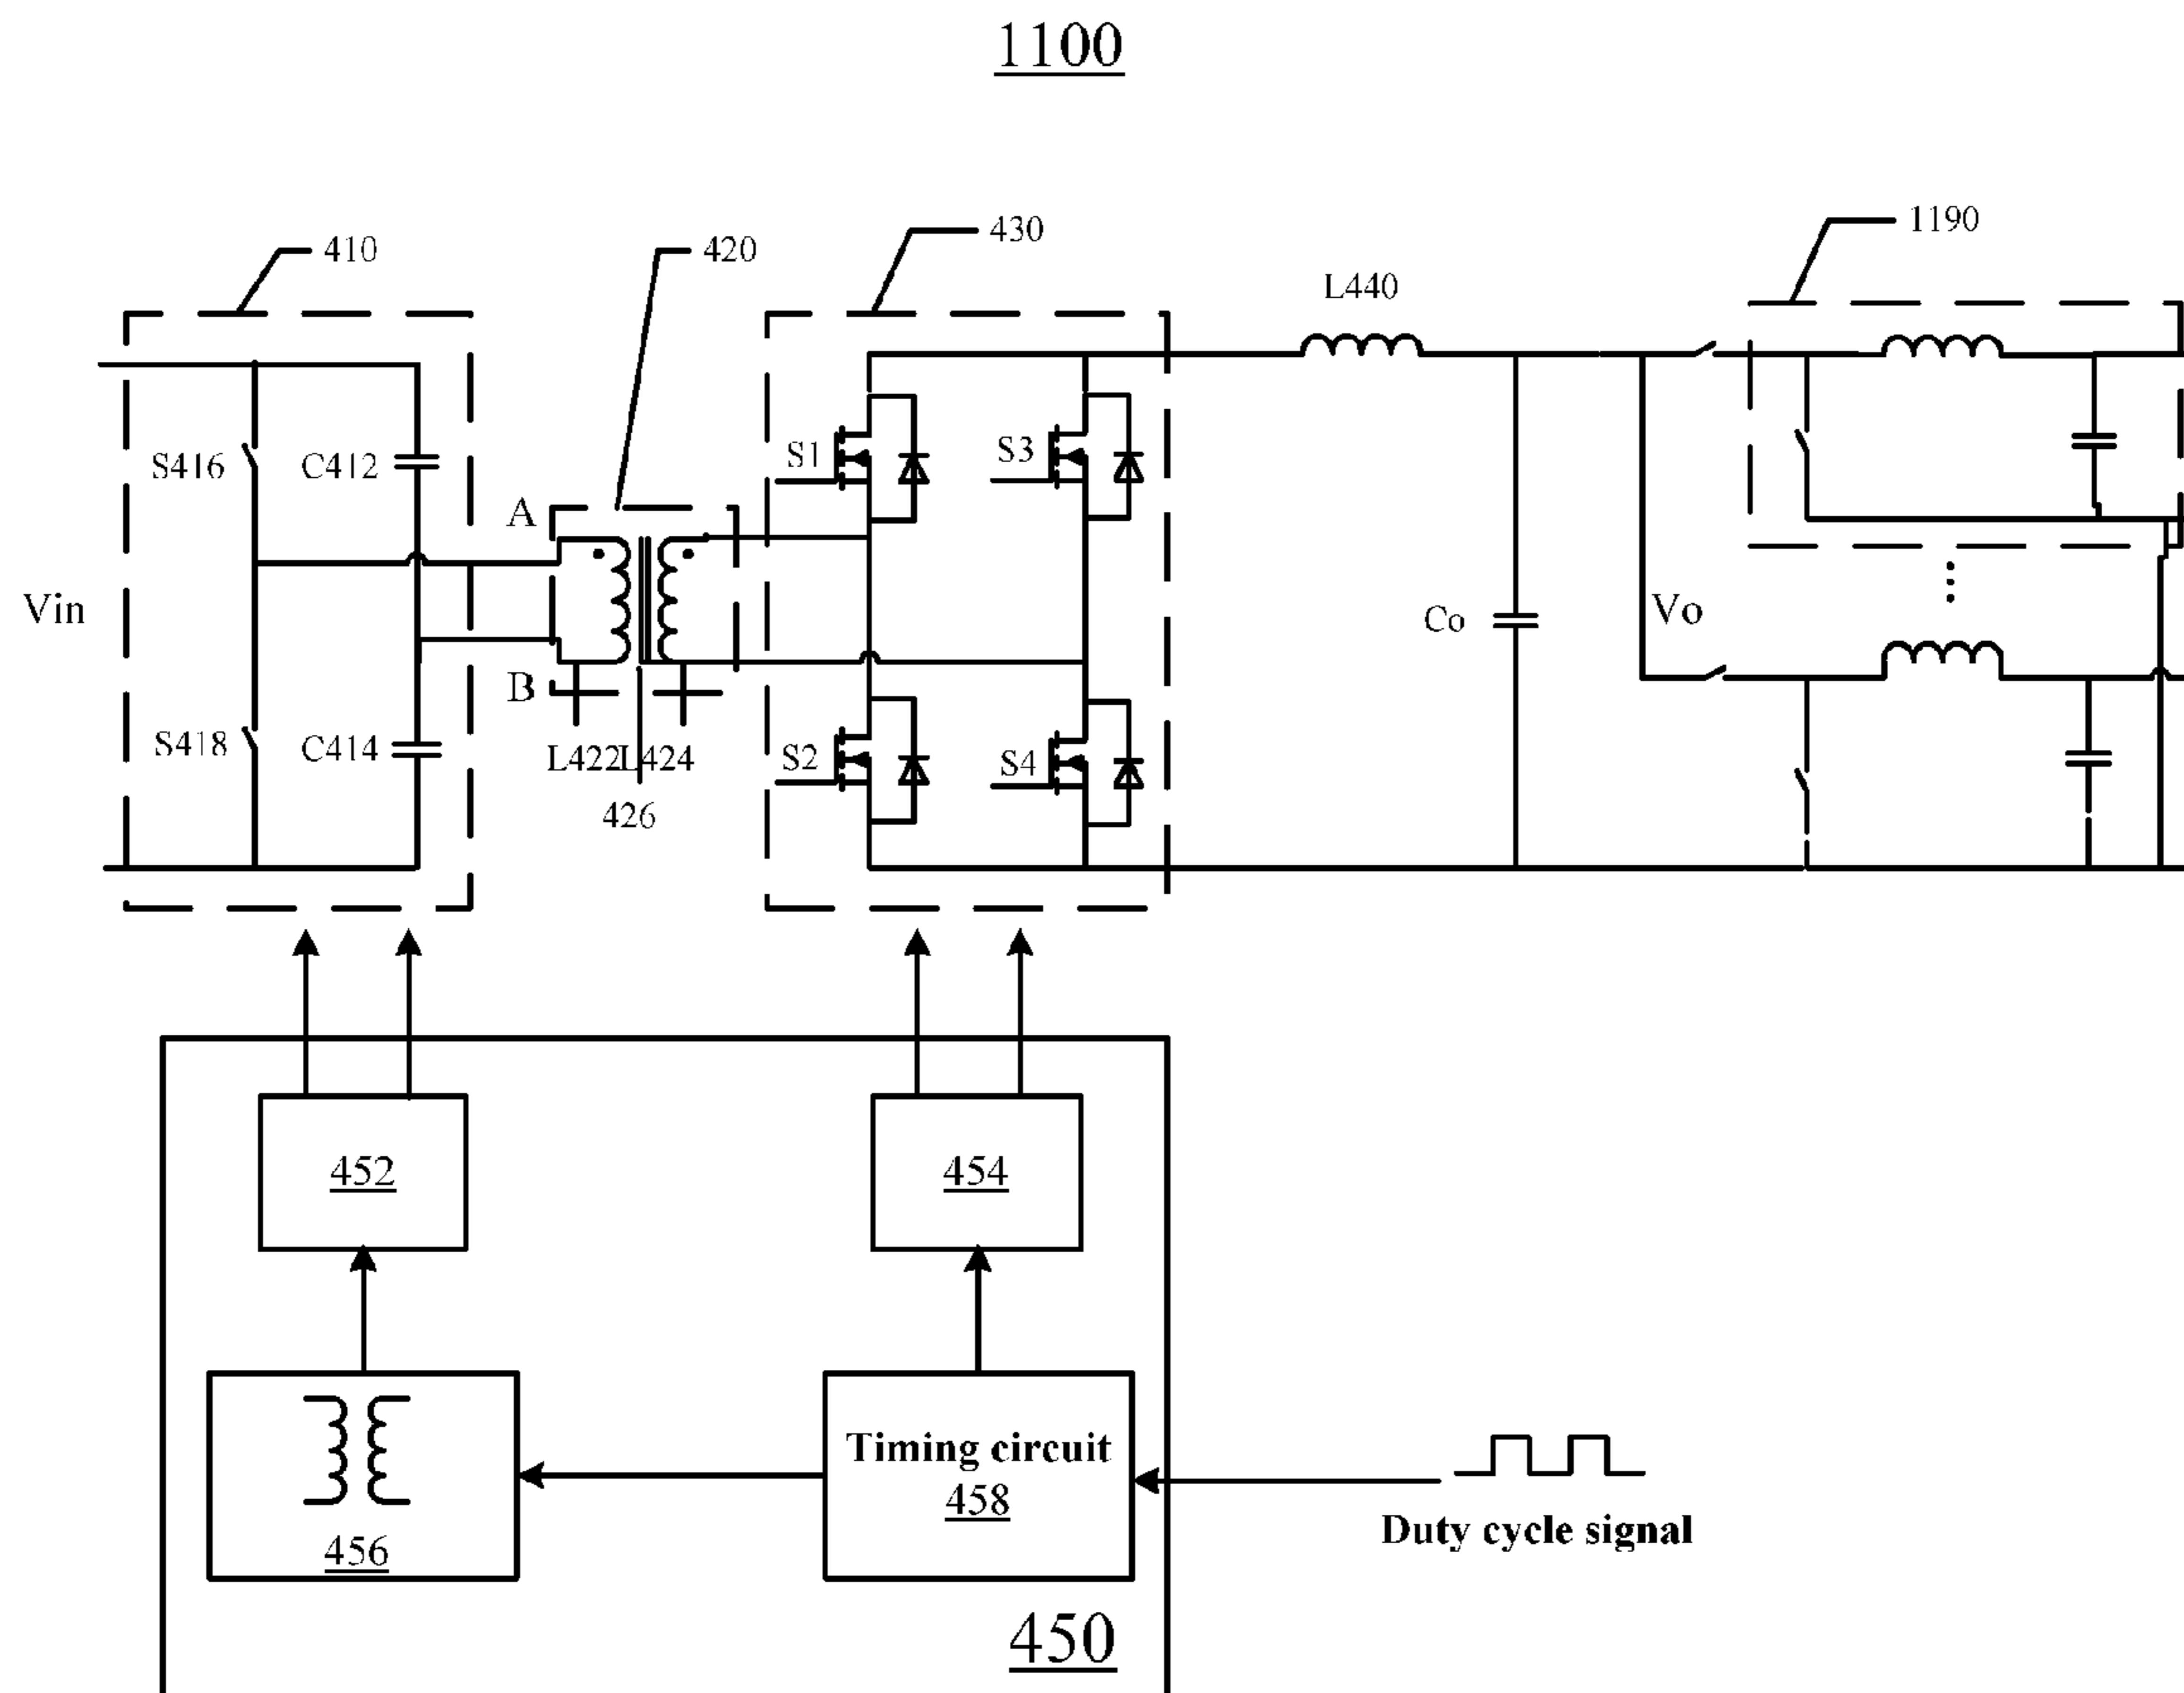 1100
410
420
430
1190
L440
S416
C412
S1
S3
A
Vin
Co
Vo
B
S418
C414
L422
L424
S2
S4
426
452
454
Timing circuit
458
456
Duty cycle signal
450